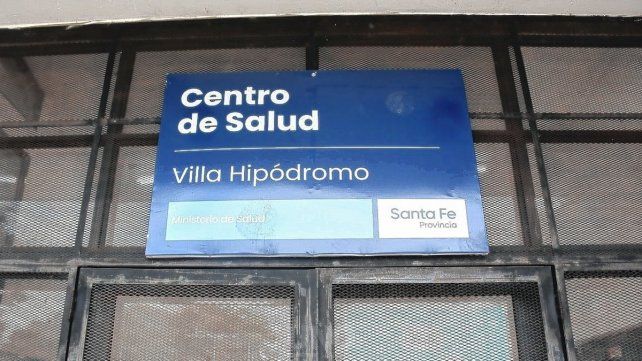 Centro
de Salud
Villa Hipódromo
Ministerio de Salud
Santa Fe
Provincia